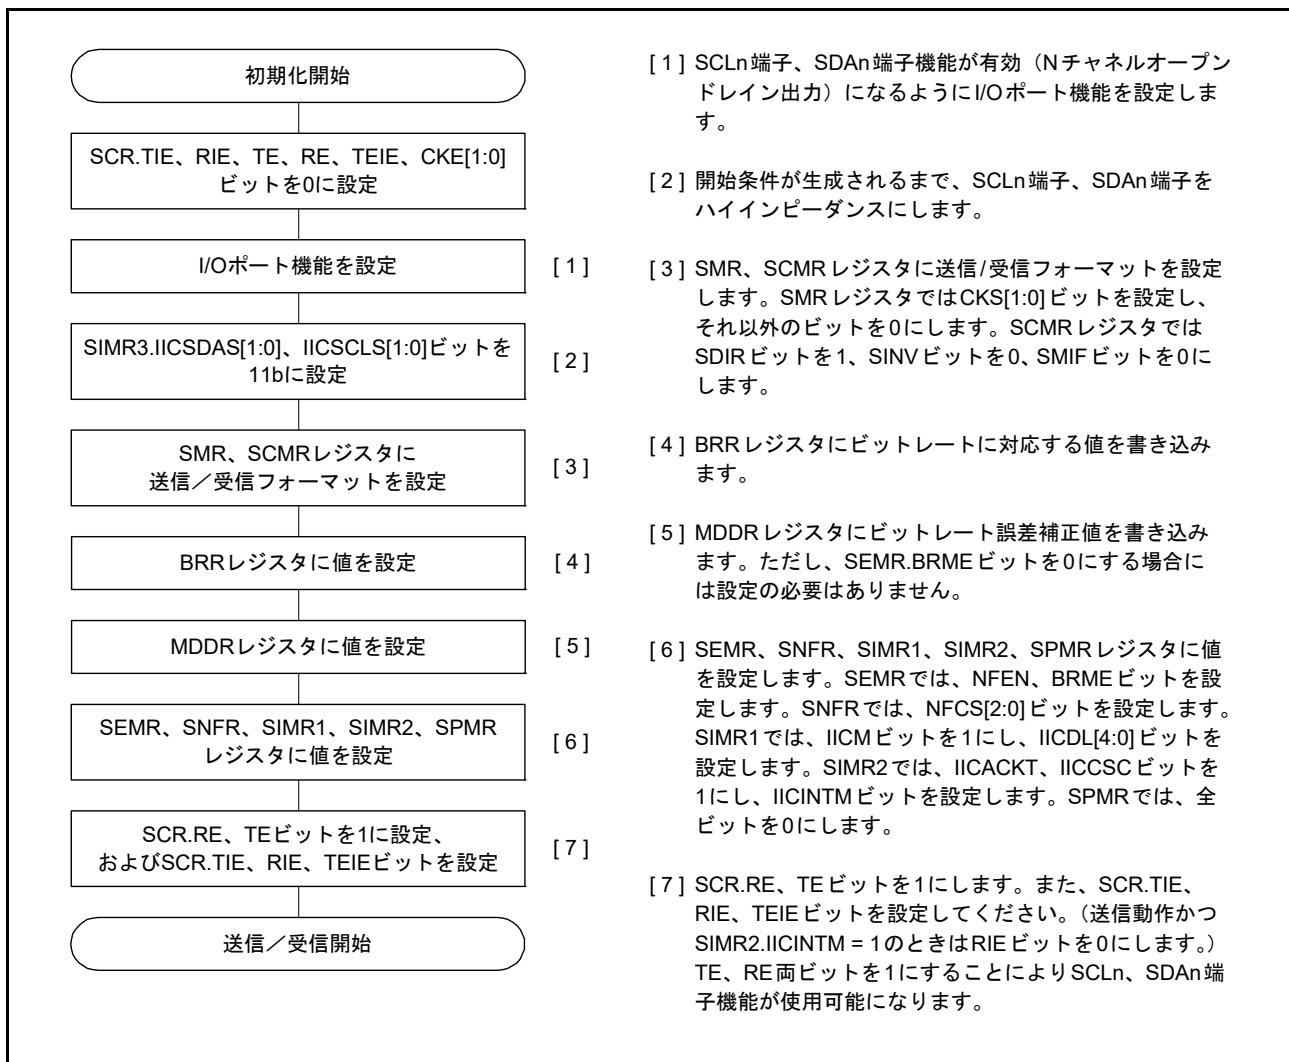 初期化開始
SCR.TIE、RIE、TE、RE、TEIE、CKE[1:0]
ビットを0に設定
I/Oポート機能を設定
[ 1 ]
SIMR3.IICSDAS[1:0]、IICSCLS[1:0]ビットを
11bに設定
[ 2 ]
SMR、SCMRレジスタに
送信／受信フォーマットを設定
[ 3 ]
BRRレジスタに値を設定
[ 4 ]
MDDRレジスタに値を設定
[ 5 ]
SEMR、SNFR、SIMR1、SIMR2、SPMR
レジスタに値を設定
[ 6 ]
SCR.RE、TEビットを1に設定、
およびSCR.TIE、RIE、TEIEビットを設定
[ 7 ]
送信／受信開始
[ 1 ] SCLn端子、SDAn端子機能が有効（Nチャネルオープン
ドレイン出力）になるようにI/Oポート機能を設定しま
す。
[ 2 ] 開始条件が生成されるまで、SCLn端子、SDAn端子を
ハイインピーダンスにします。
[ 3 ] SMR、SCMRレジスタに送信/受信フォーマットを設定
します。SMRレジスタではCKS[1:0]ビットを設定し、
それ以外のビットを0にします。SCMRレジスタでは
SDIRビットを1、SINVビットを0、SMIFビットを0に
します。
[ 4 ] BRRレジスタにビットレートに対応する値を書き込み
ます。
[ 5 ] MDDRレジスタにビットレート誤差補正値を書き込み
ます。ただし、SEMR.BRMEビットを0にする場合に
は設定の必要はありません。
[ 6 ] SEMR、SNFR、SIMR1、SIMR2、SPMRレジスタに値
を設定します。SEMRでは、NFEN、BRMEビットを設
定します。SNFRでは、NFCS[2:0]ビットを設定します。
SIMR1では、IICMビットを1にし、IICDL[4:0]ビットを
設定します。SIMR2では、IICACKT、IICCSCビットを
1にし、IICINTMビットを設定します。SPMRでは、全
ビットを0にします。
[ 7 ] SCR.RE、TEビットを1にします。また、SCR.TIE、
RIE、TEIEビットを設定してください。（送信動作かつ
SIMR2.IICINTM = 1のときはRIEビットを0にします。）
TE、RE両ビットを1にすることによりSCLn、SDAn端
子機能が使用可能になります。